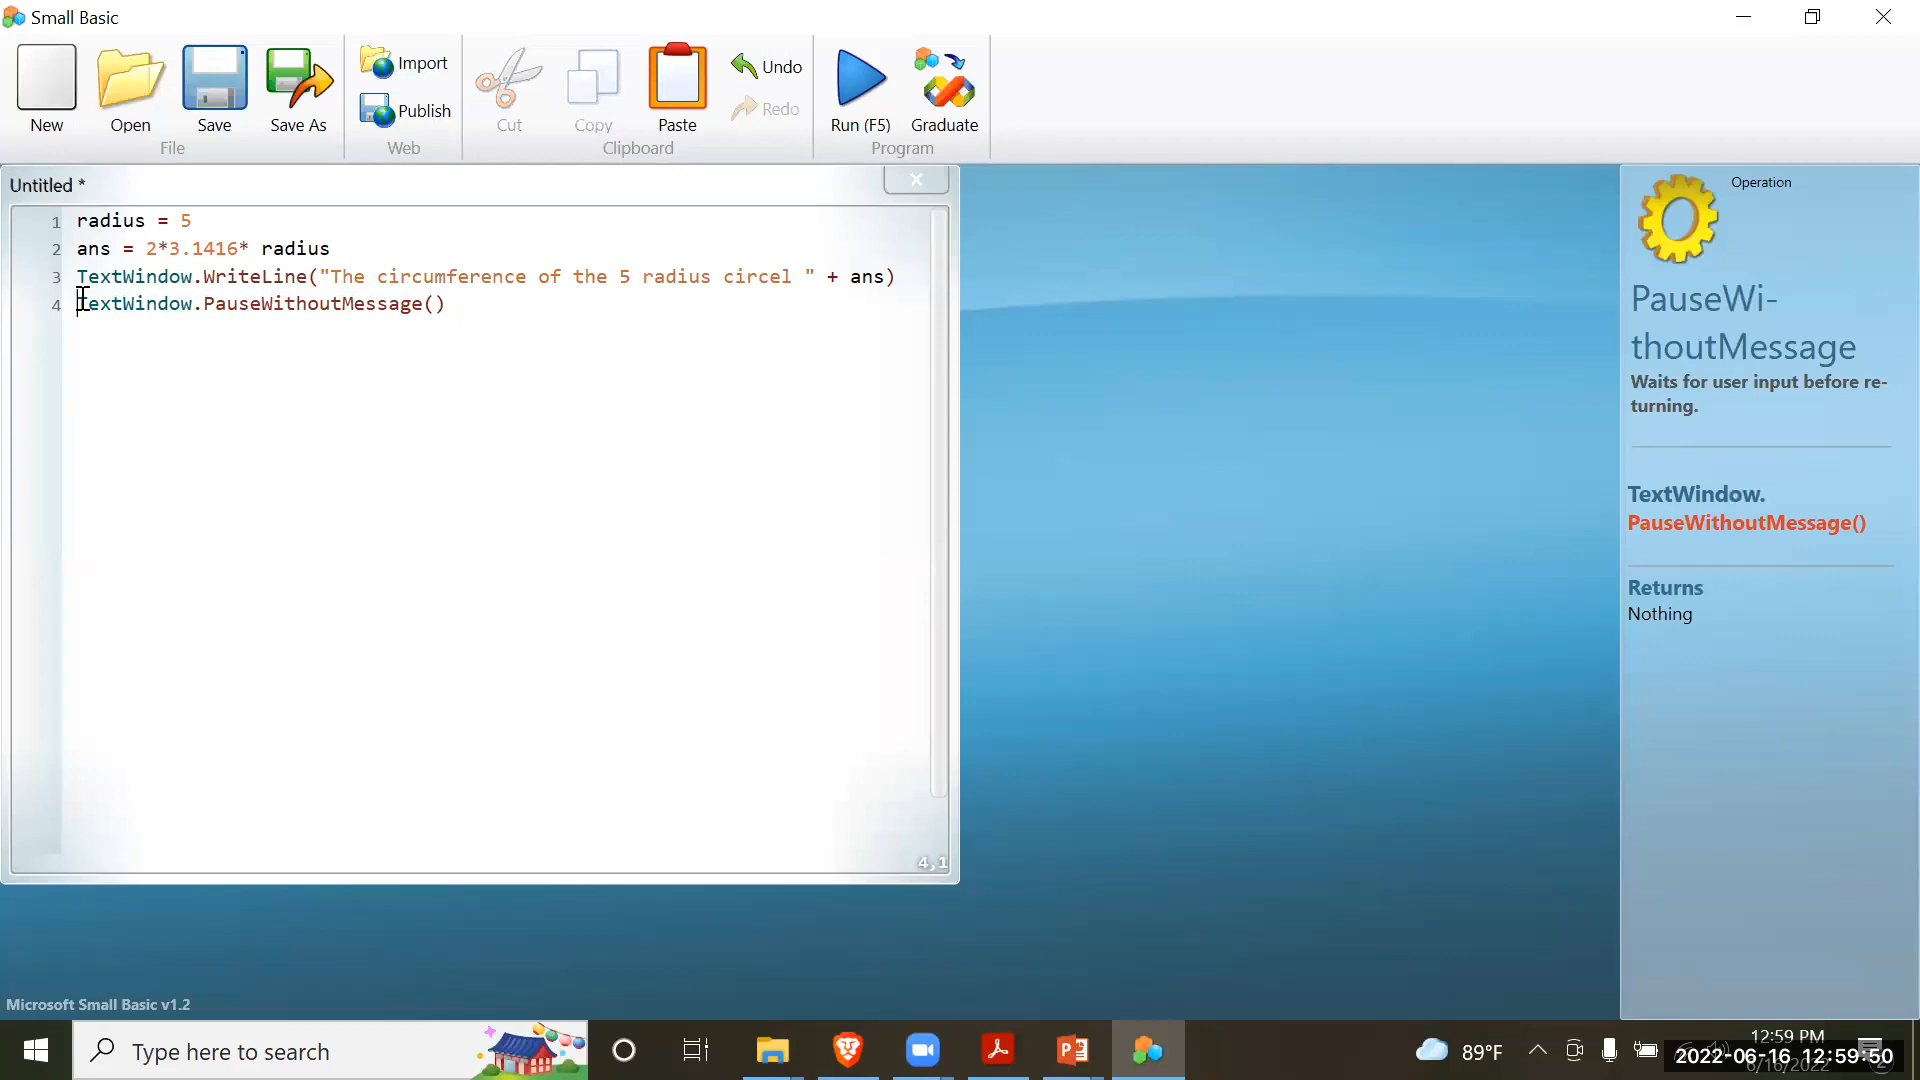 Small Basic
New
Open
Save
Save As
File
Import
Publish
Web
Cut
Copy
Paste
Undo
Redo
Clipboard
Run (F5)
Graduate
Program
Untitled *
1 radius = 5
2 ans = 2*3.1416* radius
3 TextWindow.WriteLine("The circumference of the 5 radius circel " + ans)
4 TextWindow.PauseWithoutMessage()
4,1
Operation
PauseWi-
thoutMessage
Waits for user input before re-
turning.
TextWindow.
PauseWithoutMessage()
Returns
Nothing
Microsoft Small Basic v1.2
Type here to search
89°F
12:59 PM
2022-06-16 12:59:50
6/16/2022